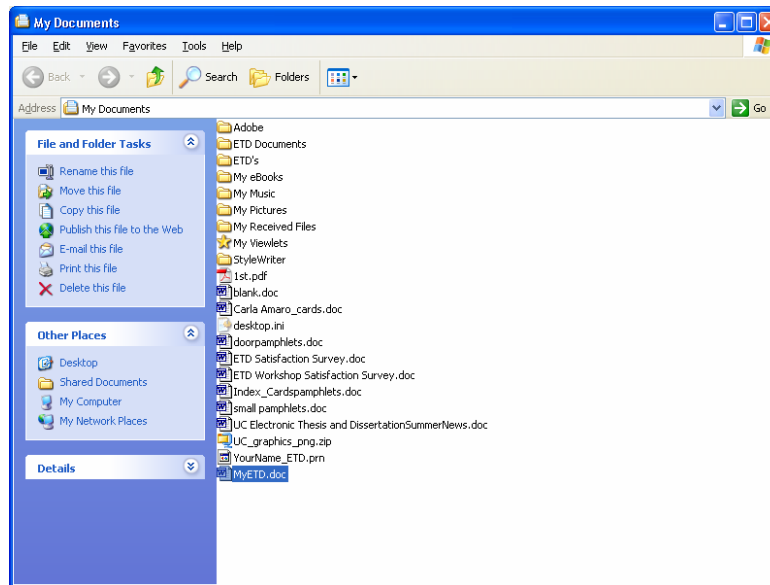 My Documents
File Edit View Favorites Tools Help
Back Search Folders
Address My Documents Go
File and Folder Tasks
Rename this file
Move this file
Copy this file
Publish this file to the Web
E-mail this file
Print this file
Delete this file
Other Places
Desktop
Shared Documents
My Computer
My Network Places
Details
Adobe
ETD Documents
ETD's
My eBooks
My Music
My Pictures
My Received Files
My Viewlets
StyleWriter
1st.pdf
blank.doc
Carla Amaro_cards.doc
desktop.ini
doorpamphlets.doc
ETD Satisfaction Survey.doc
ETD Workshop Satisfaction Survey.doc
Index_Cardspamphlets.doc
small pamphlets.doc
UC Electronic Thesis and DissertationSummerNews.doc
UC_graphics_png.zip
YourName_ETD.prn
MyETD.doc